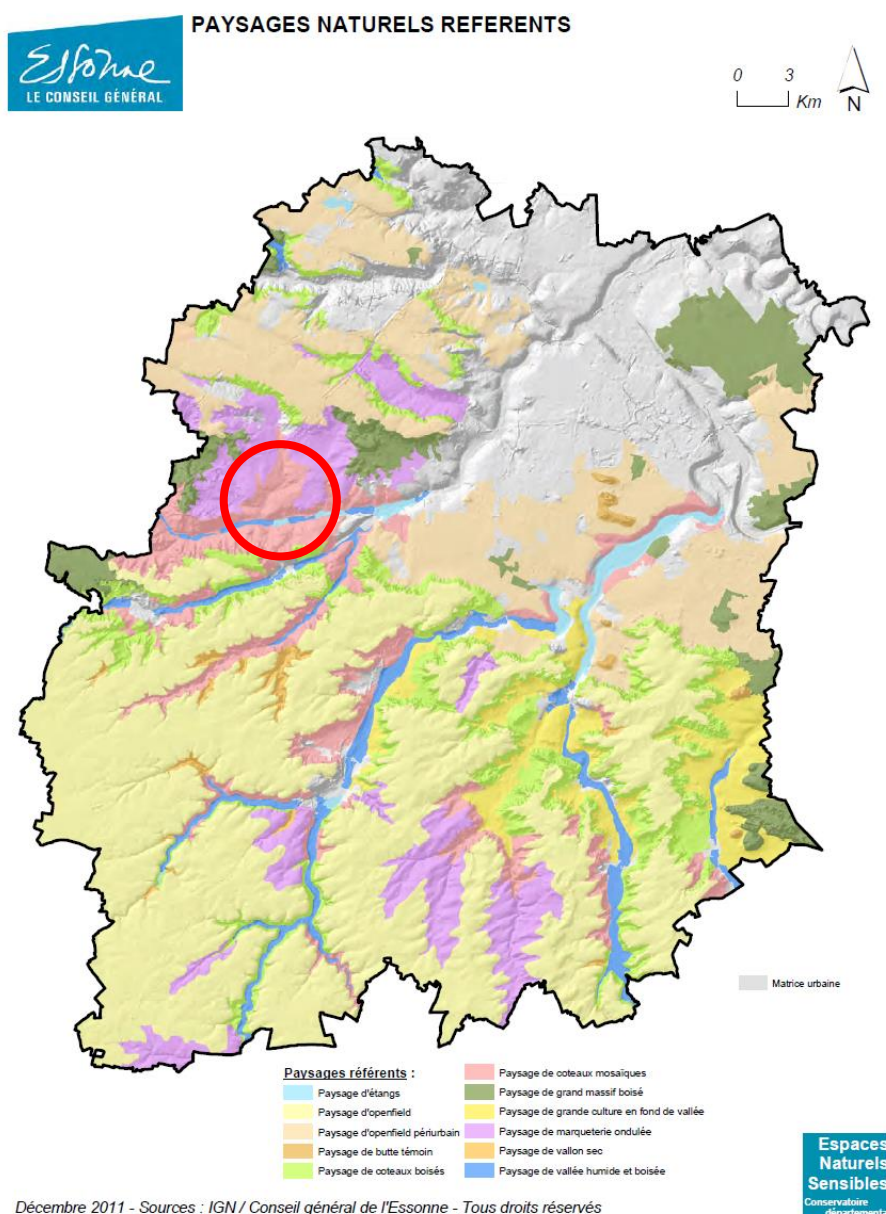 PAYSAGES NATURELS REFERENTS
Essonne
LE CONSEIL GÉNÉRAL
0 3
Km N
Matrice urbaine
Paysages référents :
Paysage d'étangs
Paysage d'openfield
Paysage d'openfield périurbain
Paysage de butte témoin
Paysage de coteaux boisés
Paysage de coteaux mosaïques
Paysage de grand massif boisé
Paysage de grande culture en fond de vallée
Paysage de marqueterie ondulée
Paysage de vallon sec
Paysage de vallée humide et boisée
Espaces
Naturels
Sensibles
Conservatoire
Décembre 2011 - Sources : IGN / Conseil général de l'Essonne - Tous droits réservés